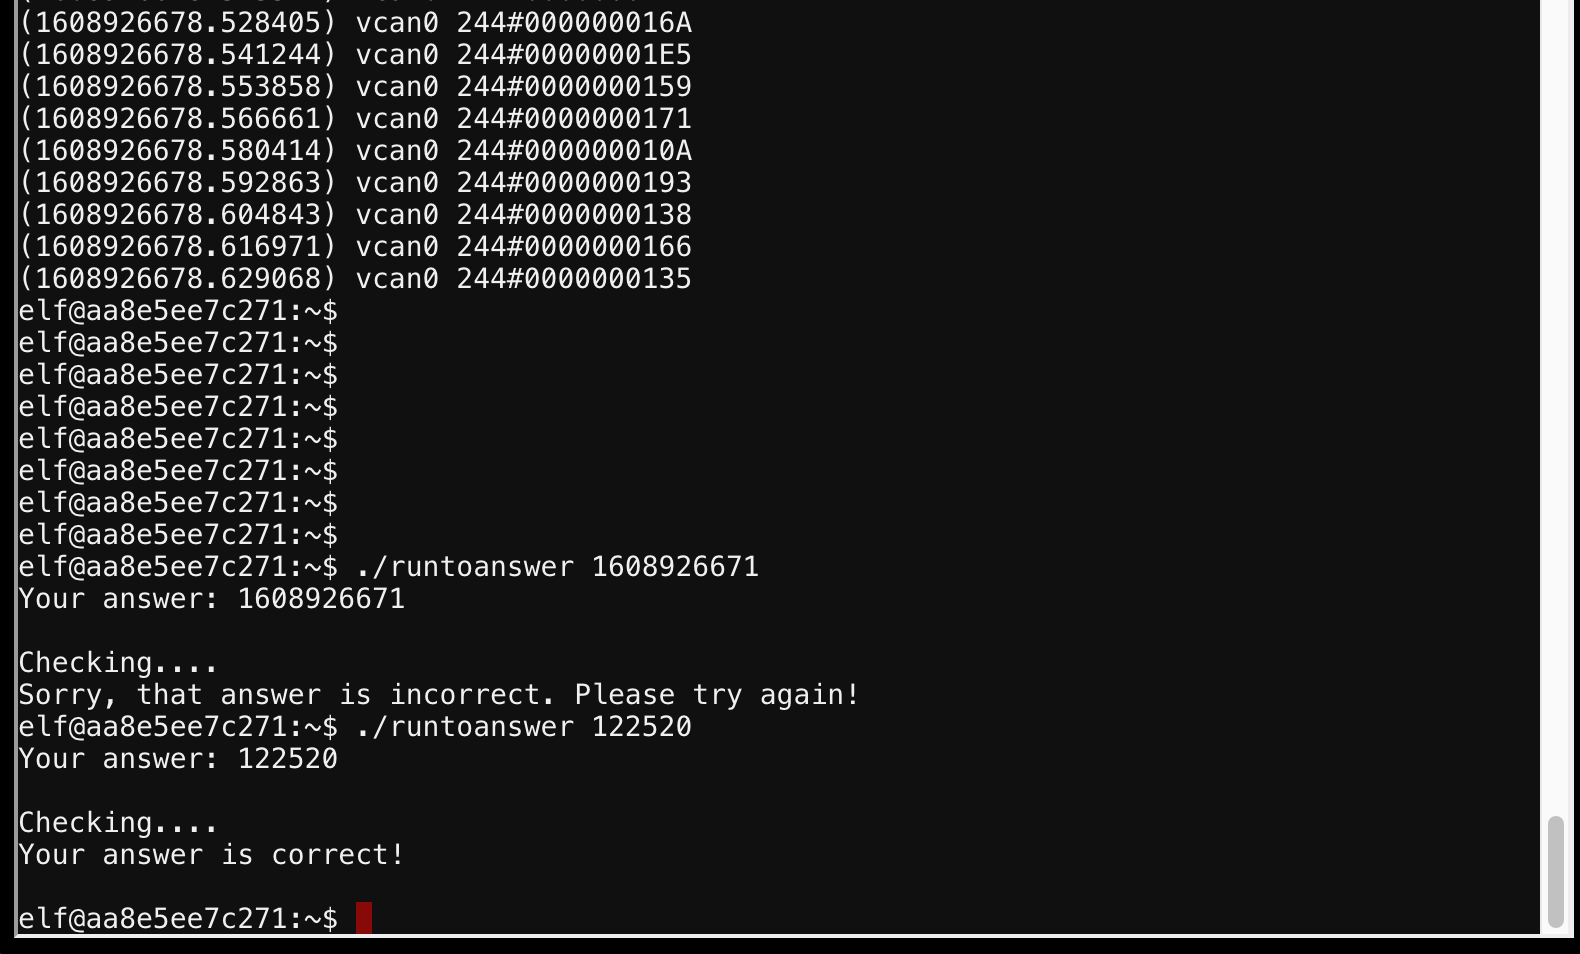 (1608926678.528405) vcan0 244#000000016A
(1608926678.541244) vcan0 244#00000001E5
(1608926678.553858) vcan0 244#0000000159
(1608926678.566661) vcan0 244#0000000171
(1608926678.580414) vcan0 244#000000010A
(1608926678.592863) vcan0 244#0000000193
(1608926678.604843) vcan0 244#0000000138
(1608926678.616971) vcan0 244#0000000166
(1608926678.629068) vcan0 244#0000000135
elf@aa8e5ee7c271:~$
elf@aa8e5ee7c271:~$
elf@aa8e5ee7c271:~$
elf@aa8e5ee7c271:~$
elf@aa8e5ee7c271:~$
elf@aa8e5ee7c271:~$
elf@aa8e5ee7c271:~$
elf@aa8e5ee7c271:~$
elf@aa8e5ee7c271:~$ ./runtoanswer 1608926671
Your answer: 1608926671
Checking....
Sorry, that answer is incorrect. Please try again!
elf@aa8e5ee7c271:~$ ./runtoanswer 122520
Your answer: 122520
Checking....
Your answer is correct!
elf@aa8e5ee7c271:~$